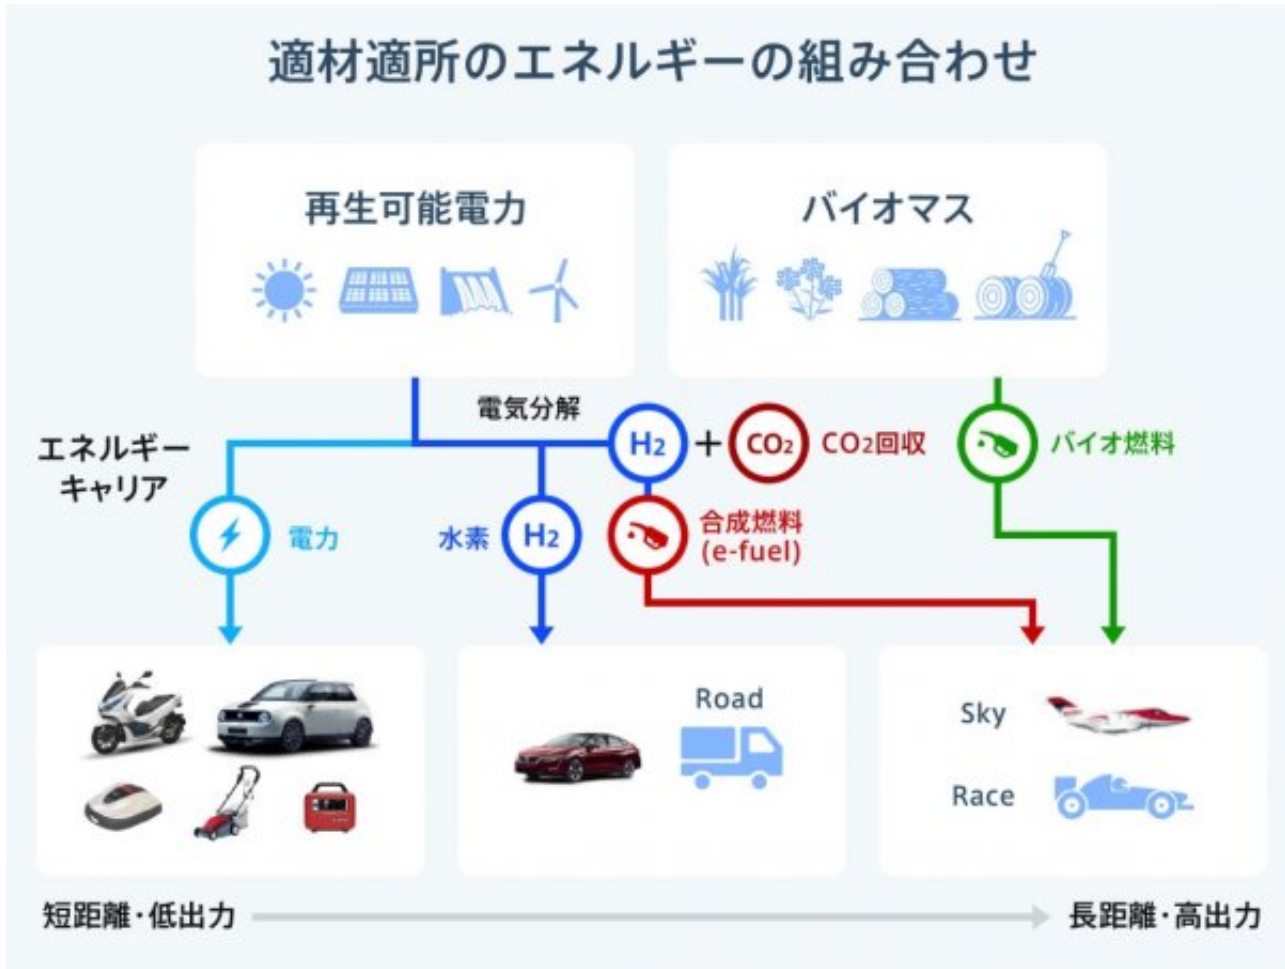 適材適所のエネルギーの組み合わせ
再生可能電力
バイオマス
電気分解
H2
+
CO2
CO2回収
バイオ燃料
エネルギー
キャリア
電力
水素
H2
合成燃料
(e-fuel)
Road
Sky
Race
短距離・低出力
長距離・高出力